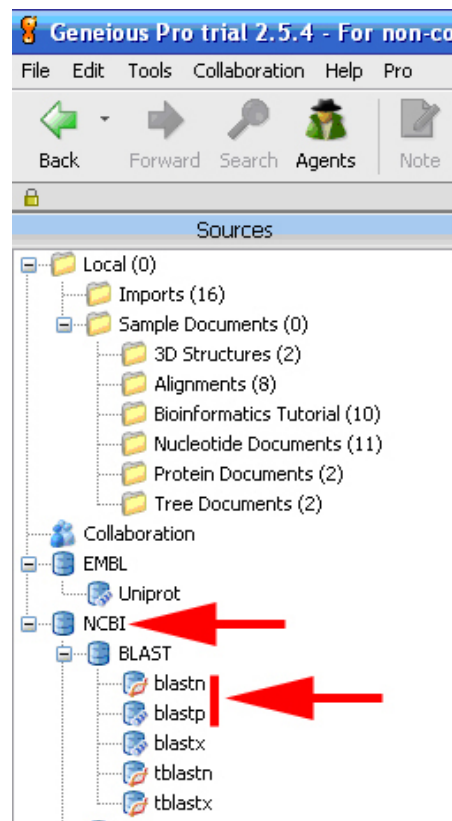 Geneious Pro trial 2.5.4 - For non-co
File Edit Tools Collaboration Help Pro
Back Forward Search Agents Note
Sources
Local (0)
Imports (16)
Sample Documents (0)
3D Structures (2)
Alignments (8)
Bioinformatics Tutorial (10)
Nucleotide Documents (11)
Protein Documents (2)
Tree Documents (2)
Collaboration
EMBL
Uniprot
NCBI
BLAST
blastn
blastp
blastx
tblastn
tblastx